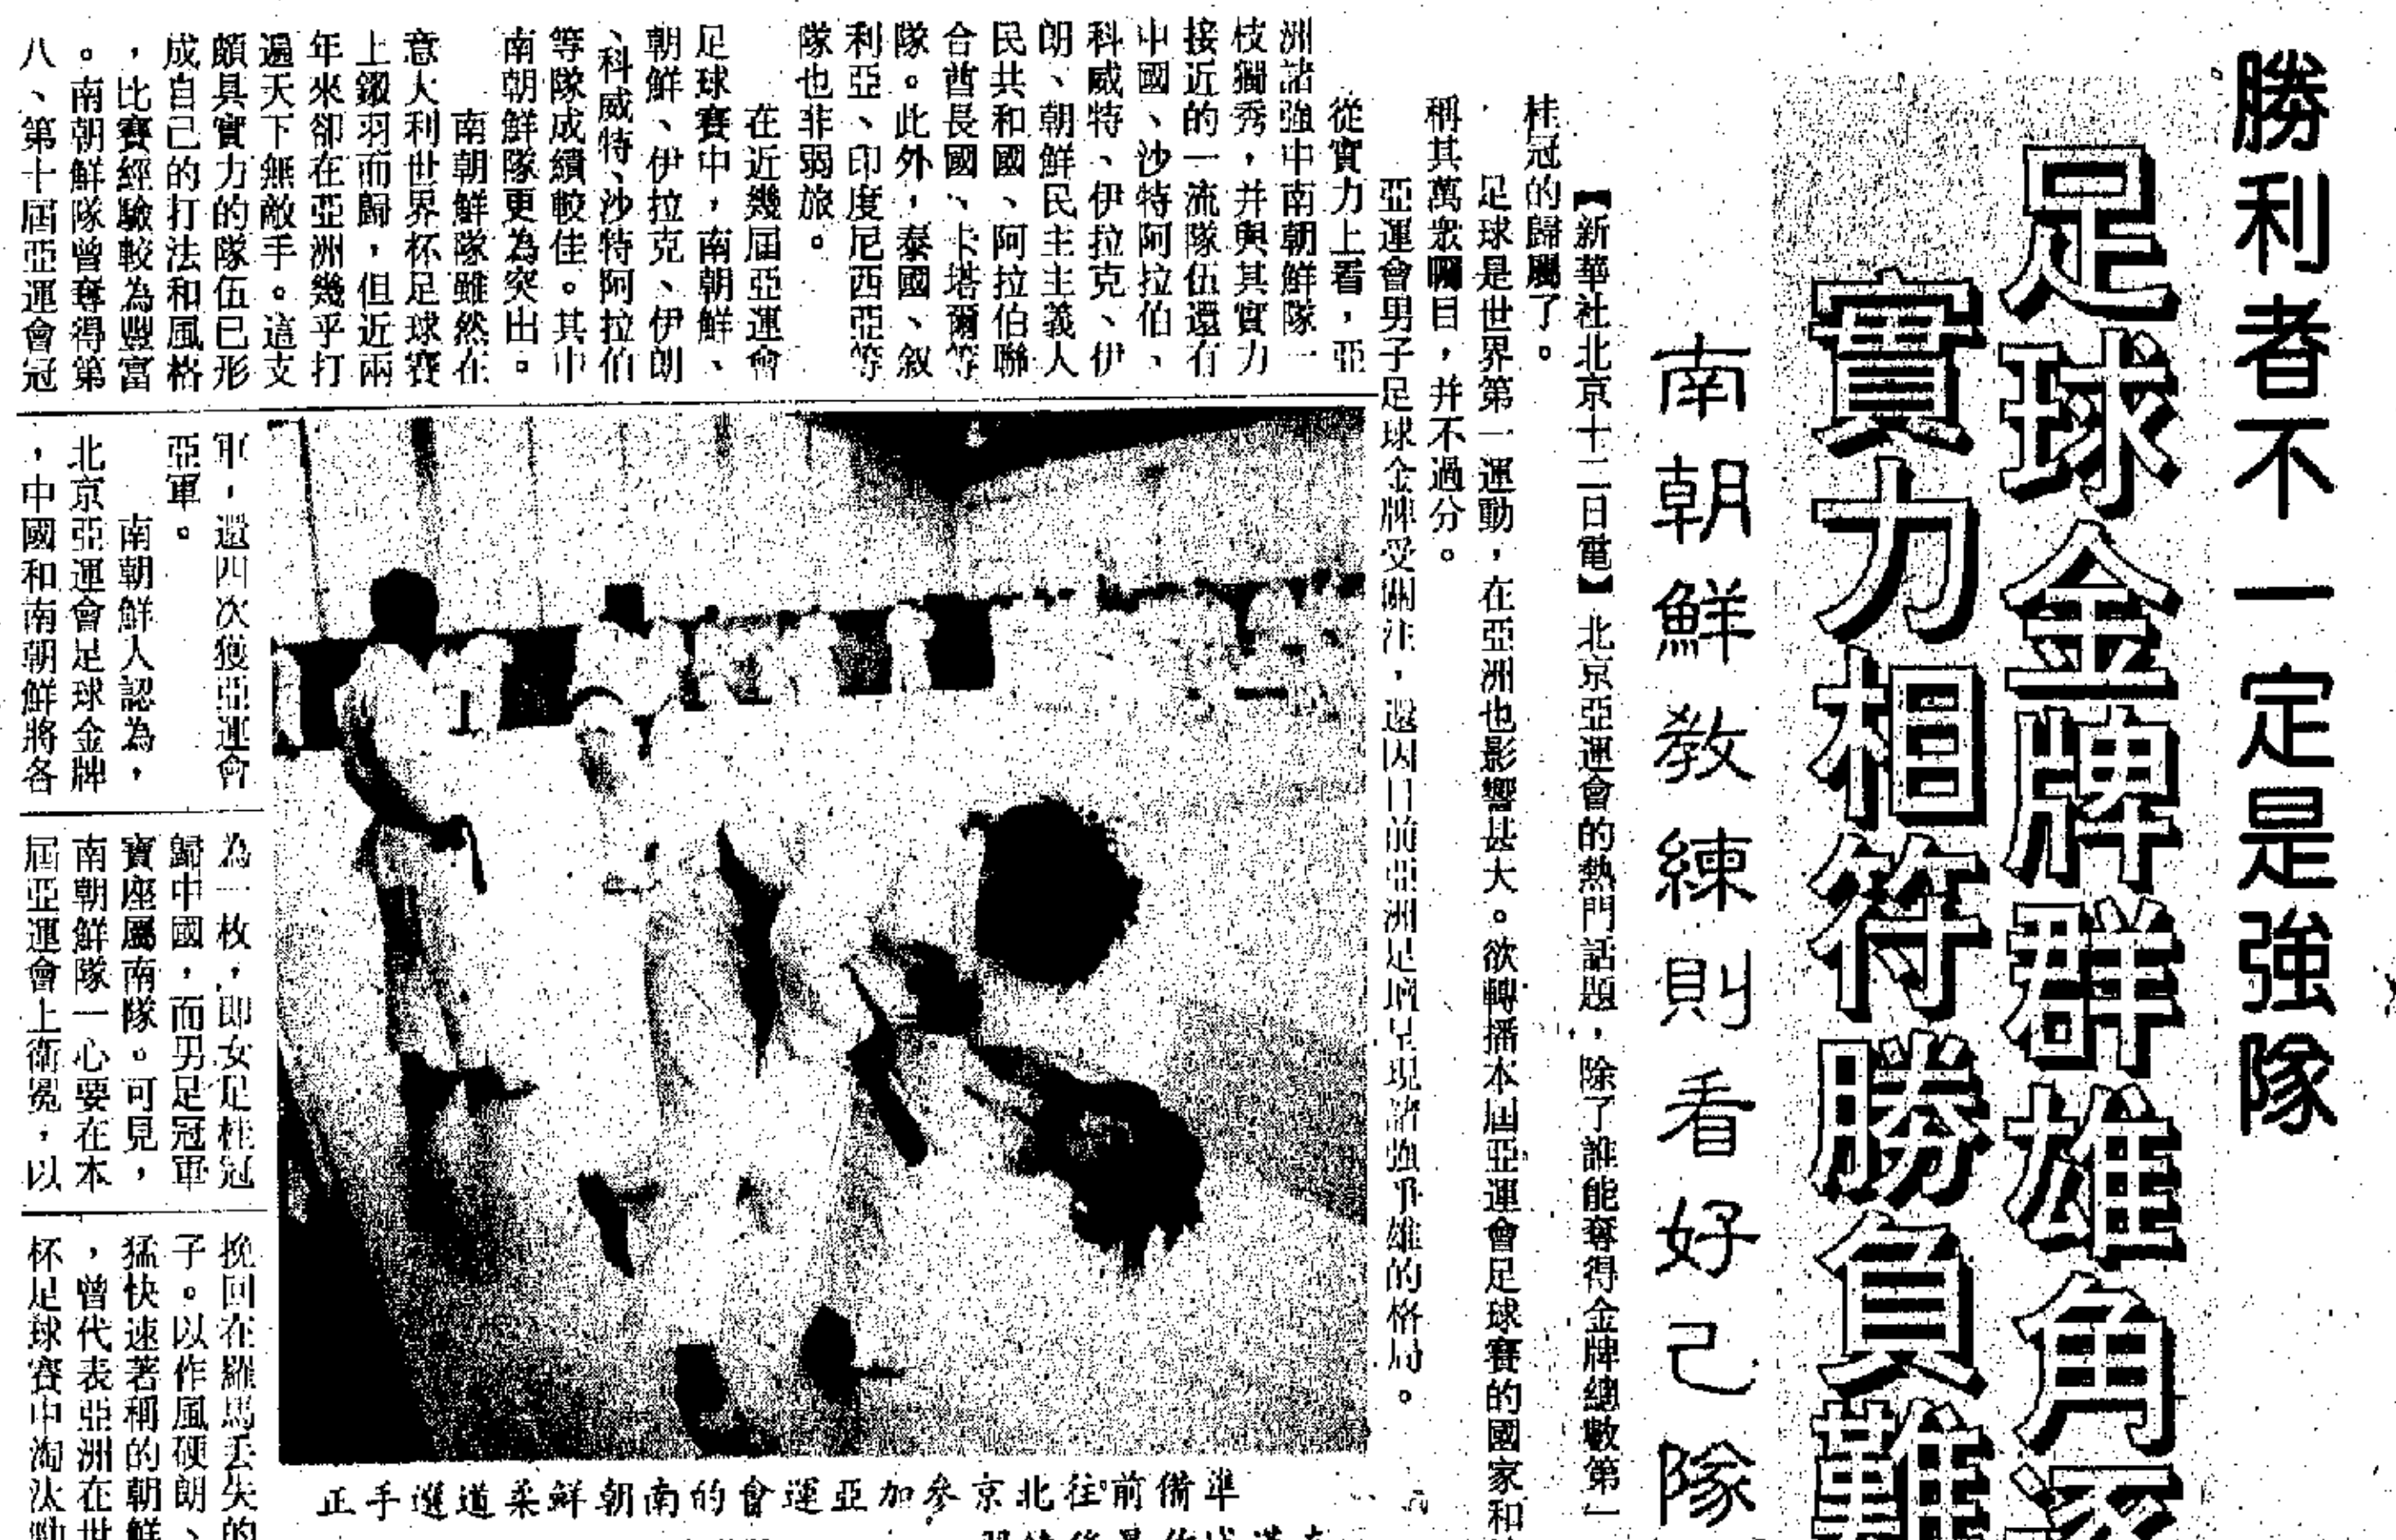 勝利者不一定是強隊
足球金牌群雄角逐
實力相符勝負難
南朝鮮教練則看好己隊
【新華社北京十二日電】北京亞運會的熱門話題，除了誰能奪得金牌總數第一
桂冠的歸屬了。
足球是世界第一運動，在亞洲也影響甚大。欲轉播本屆亞運會足球賽的國家和
稱其萬眾矚目，并不過分。
亞運會男子足球金牌受關注，還因目前亞洲足壇呈現諸強爭雄的格局。
從實力上看，亞
洲諸強中南朝鮮隊一
枝獨秀，并與其實力
接近的一流隊伍還有
中國、沙特阿拉伯、
科威特、伊拉克、伊
朗、朝鮮民主主義人
民共和國、阿拉伯聯
合酋長國、卡塔爾等
隊。此外，泰國、叙
利亞、印度尼西亞等
隊也非弱旅。
在近幾屆亞運會
足球賽中，南朝鮮、
朝鮮、伊拉克、伊朗
、科威特、沙特阿拉伯
等隊成績較佳。其中
南朝鮮隊更為突出。
南朝鮮隊雖然在
意大利世界杯足球賽
上鎩羽而歸，但近兩
年來卻在亞洲幾乎打
遍天下無敵手。這支
頗具實力的隊伍已形
成自己的打法和風格
，比賽經驗較為豐富
。南朝鮮隊曾奪得第
八、第十屆亞運會冠
軍，還四次獲亞運會
亞軍。
南朝鮮人認為，
北京亞運會足球金牌
，中國和南朝鮮將各
為一枚，即女足桂冠
歸中國，而男足冠軍
寶座屬南隊。可見，
南朝鮮隊一心要在本
屆亞運會上衛冕，以
挽回在羅馬丟失的
子。以作風硬朗、
猛快速著稱的朝鮮
，曾代表亞洲在世
杯足球賽中淘汰勁
準備前往北京參加亞運會的南朝鮮柔道選手正